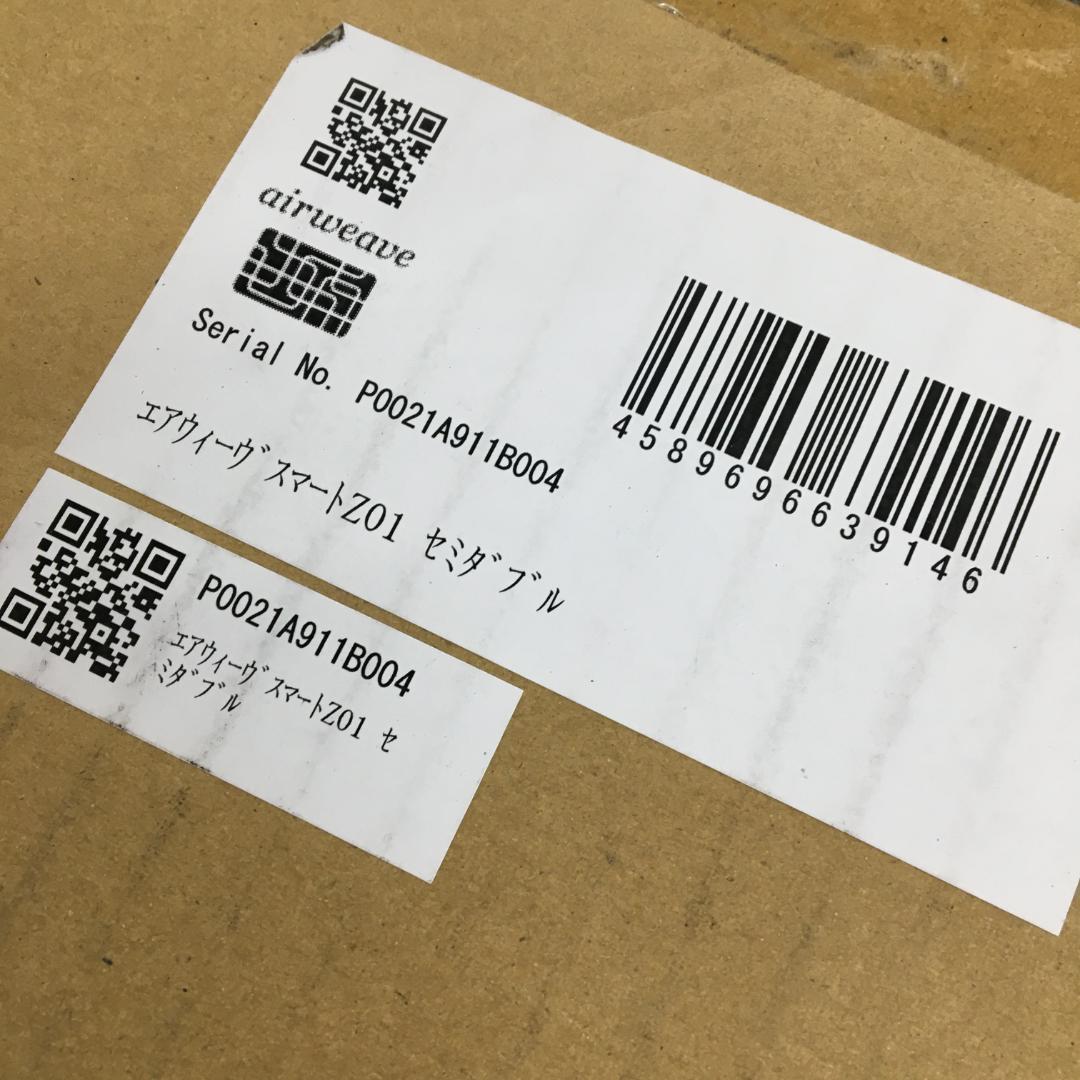 airweave
Serial No. P0021A911B004
エアウィーヴﾞスマートZ01 セミダブル
4589696639146
P0021A911B004
エアウィーヴﾞスマートZ01 セ
ミダブル